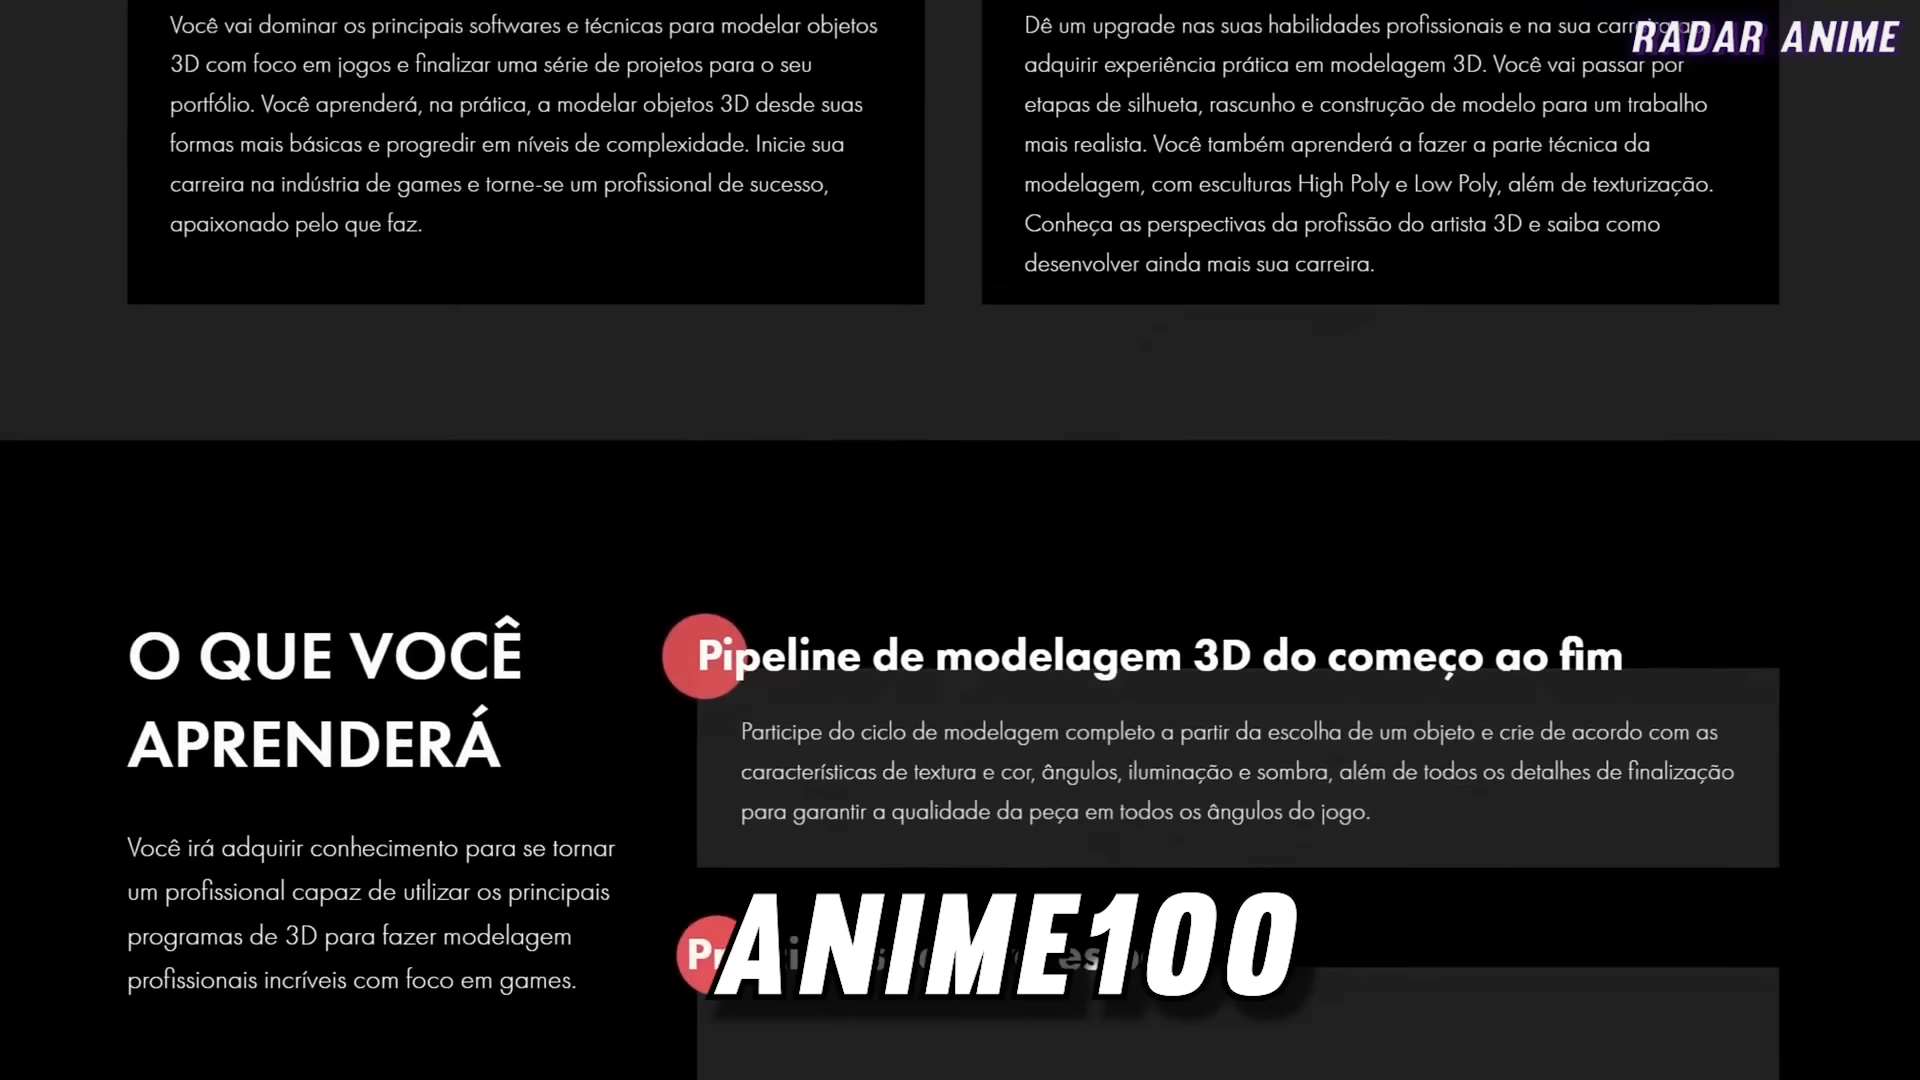 Você vai dominar os principais softwares e técnicas para modelar objetos
3D com foco em jogos e finalizar uma série de projetos para o seu
portfólio. Você aprenderá, na prática, a modelar objetos 3D desde suas
formas mais básicas e progredir em níveis de complexidade. Inicie sua
carreira na indústria de games e torne-se um profissional de sucesso,
apaixonado pelo que faz.
Dê um upgrade nas suas habilidades profissionais e na sua
adquirir experiência prática em modelagem 3D. Você vai passar por
etapas de silhueta, rascunho e construção de modelo para um trabalho
mais realista. Você também aprenderá a fazer a parte técnica da
modelagem, com esculturas High Poly e Low Poly, além de texturização.
Conheça as perspectivas da profissão do artista 3D e saiba como
desenvolver ainda mais sua carreira.
RADAR ANIME
O QUE VOCÊ
APRENDERÁ
Você irá adquirir conhecimento para se tornar
um profissional capaz de utilizar os principais
programas de 3D para fazer modelagem
profissionais incríveis com foco em games.
Pipeline de modelagem 3D do começo ao fim
Participe do ciclo de modelagem completo a partir da escolha de um objeto e crie de acordo com as
características de textura e cor, ângulos, iluminação e sombra, além de todos os detalhes de finalização
para garantir a qualidade da peça em todos os ângulos do jogo.
ANIME100